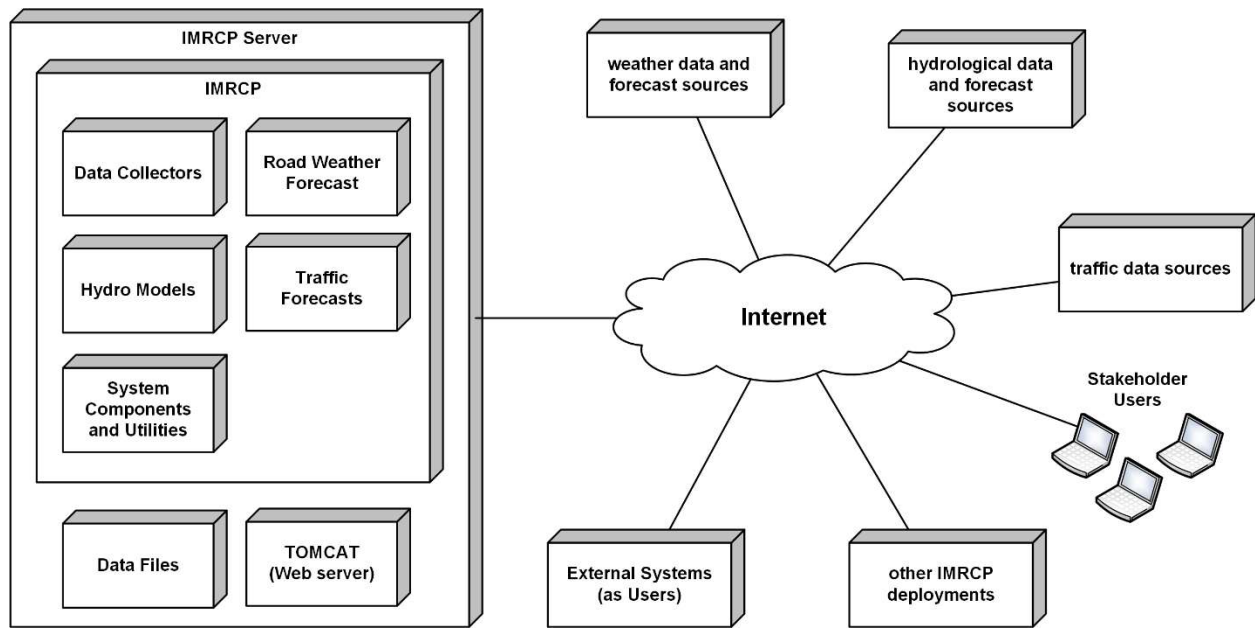 IMRCP Server
IMRCP
Data Collectors
Road Weather
Forecast
Hydro Models
Traffic
Forecasts
System
Components
and Utilities
Data Files
TOMCAT
(Web server)
weather data and
forecast sources
hydrological data
and forecast
sources
traffic data sources
Internet
Stakeholder
Users
External Systems
(as Users)
other IMRCP
deployments